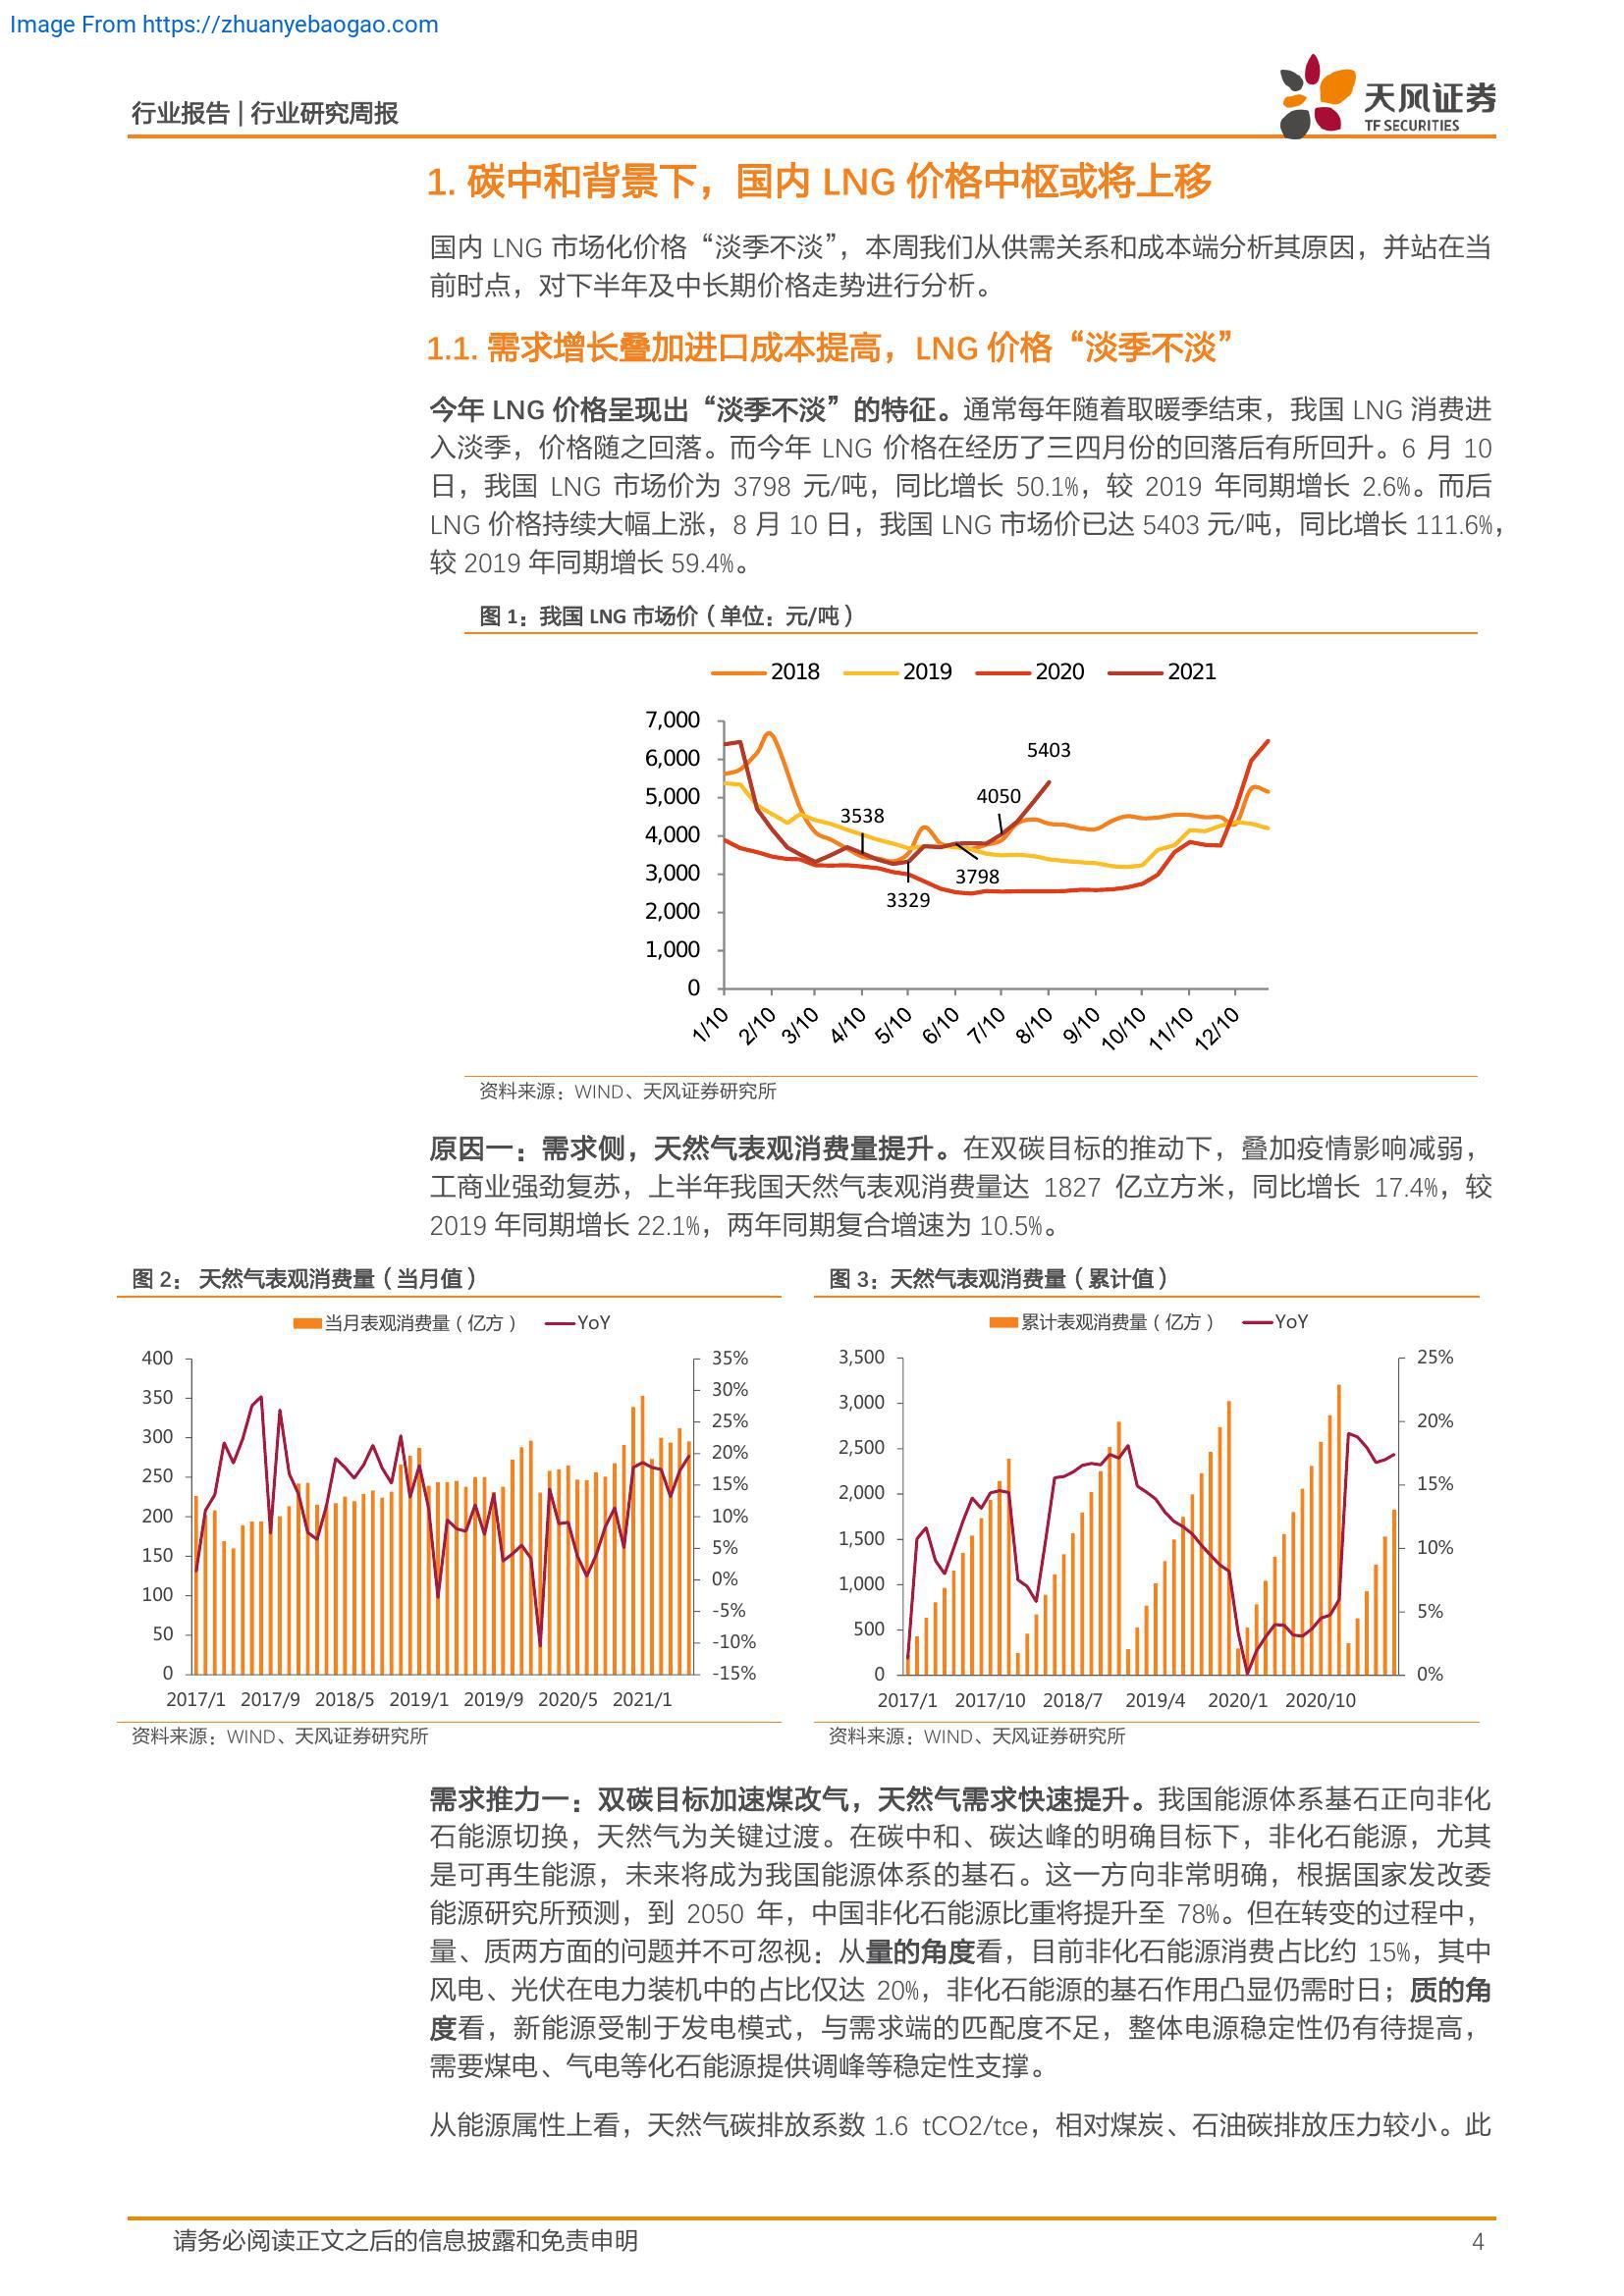 Image From https://zhuanyebaogao.com
行业报告 | 行业研究周报
天风证券
TF SECURITIES
1. 碳中和背景下，国内 LNG 价格中枢或将上移
国内 LNG 市场化价格“淡季不淡”，本周我们从供需关系和成本端分析其原因，并站在当
前时点，对下半年及中长期价格走势进行分析。
1.1. 需求增长叠加进口成本提高，LNG 价格“淡季不淡”
今年 LNG 价格呈现出“淡季不淡”的特征。通常每年随着取暖季结束，我国 LNG 消费进
入淡季，价格随之回落。而今年 LNG 价格在经历了三四月份的回落后有所回升。6 月 10
日，我国 LNG 市场价为 3798 元/吨，同比增长 50.1%，较 2019 年同期增长 2.6%。而后
LNG 价格持续大幅上涨，8 月 10 日，我国 LNG 市场价已达 5403 元/吨，同比增长 111.6%，
较 2019 年同期增长 59.4%。
图 1：我国 LNG 市场价（单位：元/吨）
2018 2019 2020 2021
7,000
6,000
5,000
4,000
3,000
2,000
1,000
0
3538
3329
3798
4050
5403
1/10 2/10 3/10 4/10 5/10 6/10 7/10 8/10 9/10 10/10 11/10 12/10
资料来源：WIND、天风证券研究所
原因一：需求侧，天然气表观消费量提升。在双碳目标的推动下，叠加疫情影响减弱，
工商业强劲复苏，上半年我国天然气表观消费量达 1827 亿立方米，同比增长 17.4%，较
2019 年同期增长 22.1%，两年同期复合增速为 10.5%。
图 2： 天然气表观消费量（当月值）
当月表观消费量（亿方） YoY
400
350
300
250
200
150
100
50
0
35%
30%
25%
20%
15%
10%
5%
0%
-5%
-10%
-15%
2017/1 2017/9 2018/5 2019/1 2019/9 2020/5 2021/1
资料来源：WIND、天风证券研究所
图 3：天然气表观消费量（累计值）
累计表观消费量（亿方） YoY
3,500
3,000
2,500
2,000
1,500
1,000
500
0
25%
20%
15%
10%
5%
0%
2017/1 2017/10 2018/7 2019/4 2020/1 2020/10
资料来源：WIND、天风证券研究所
需求推力一：双碳目标加速煤改气，天然气需求快速提升。我国能源体系基石正向非化
石能源切换，天然气为关键过渡。在碳中和、碳达峰的明确目标下，非化石能源，尤其
是可再生能源，未来将成为我国能源体系的基石。这一方向非常明确，根据国家发改委
能源研究所预测，到 2050 年，中国非化石能源比重将提升至 78%。但在转变的过程中，
量、质两方面的问题并不可忽视：从量的角度看，目前非化石能源消费占比约 15%，其中
风电、光伏在电力装机中的占比仅达 20%，非化石能源的基石作用凸显仍需时日；质的角
度看，新能源受制于发电模式，与需求端的匹配度不足，整体电源稳定性仍有待提高，
需要煤电、气电等化石能源提供调峰等稳定性支撑。
从能源属性上看，天然气碳排放系数 1.6 tCO2/tce，相对煤炭、石油碳排放压力较小。此
请务必阅读正文之后的信息披露和免责申明
4